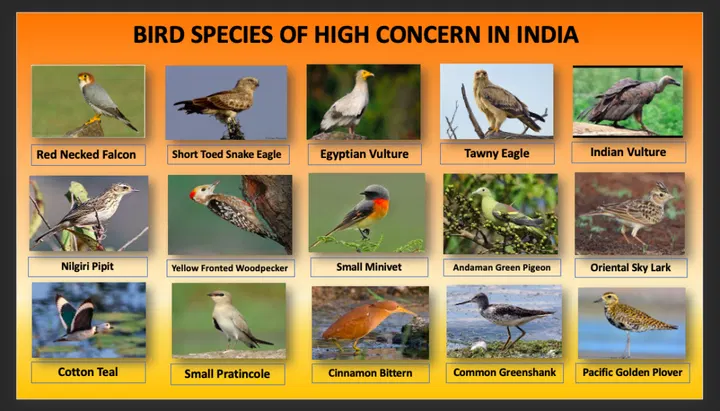 BIRD SPECIES OF HIGH CONCERN IN INDIA
Red Necked Falcon
Short Toed Snake Eagle
Egyptian Vulture
Tawny Eagle
Indian Vulture
Nilgiri Pipit
Yellow Fronted Woodpecker
Small Minivet
Andaman Green Pigeon
Oriental Sky Lark
Cotton Teal
Small Pratincole
Cinnamon Bittern
Common Greenshank
Pacific Golden Plover